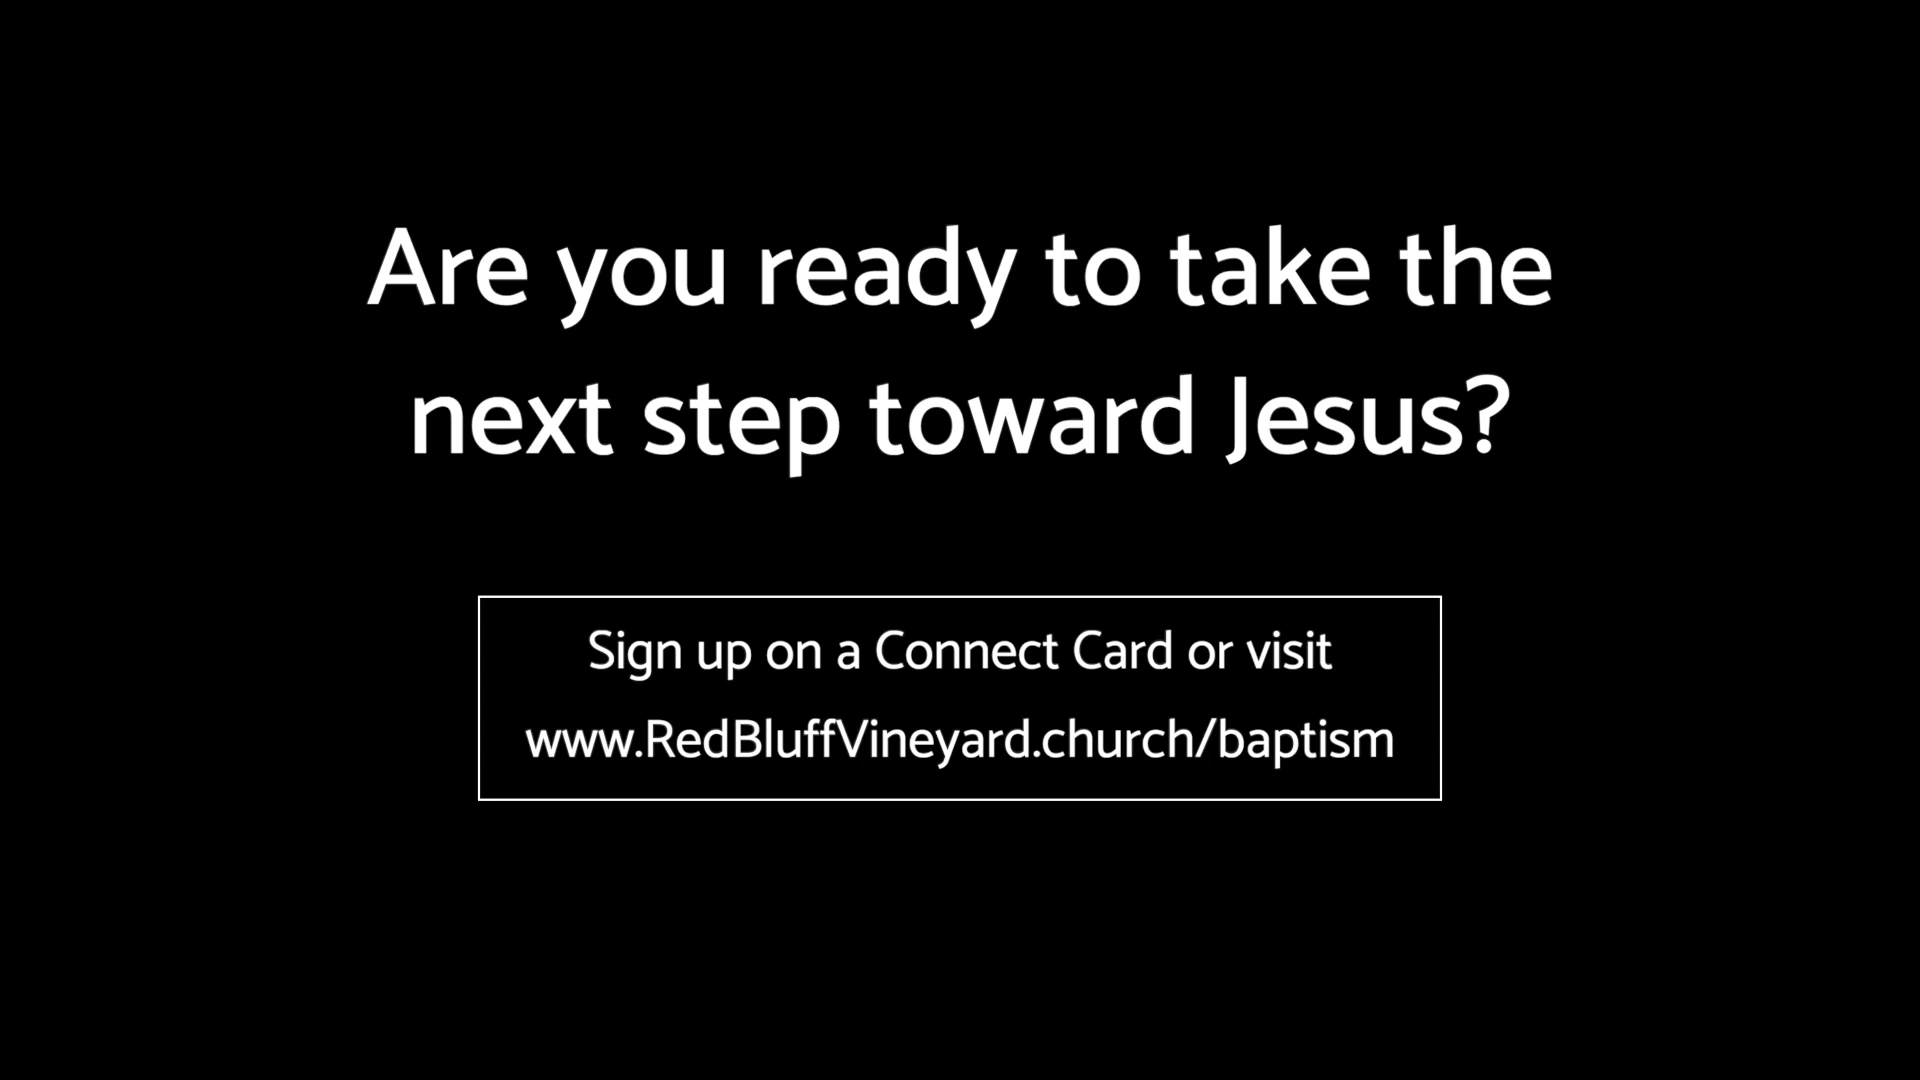 Are you ready to take the
next step toward Jesus?
Sign up on a Connect Card or visit
www.RedBluffVineyard.church/baptism